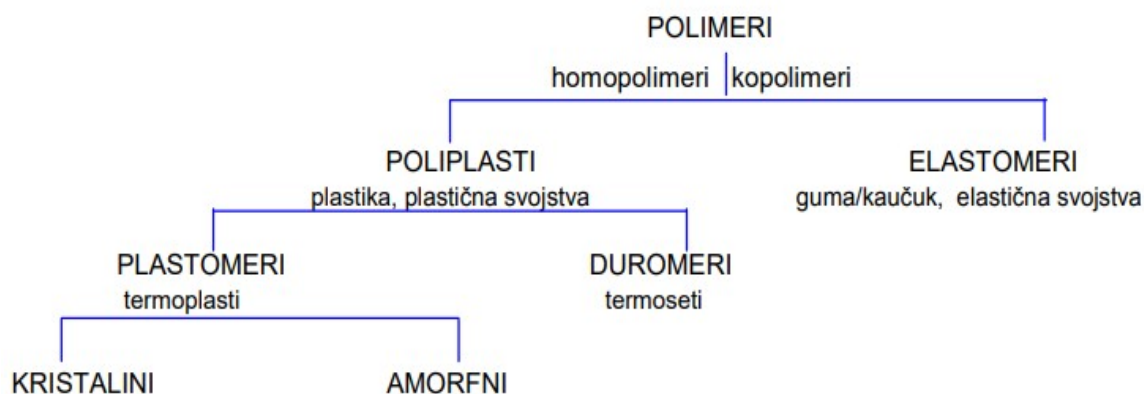 POLIMERI
homopolimeri kopolimeri
POLIPLASTI ELASTOMERI
plastika, plastična svojstva guma/kaučuk, elastična svojstva
PLASTOMERI DUROMERI
termoplasti termoseti
KRISTALINI AMORFNI